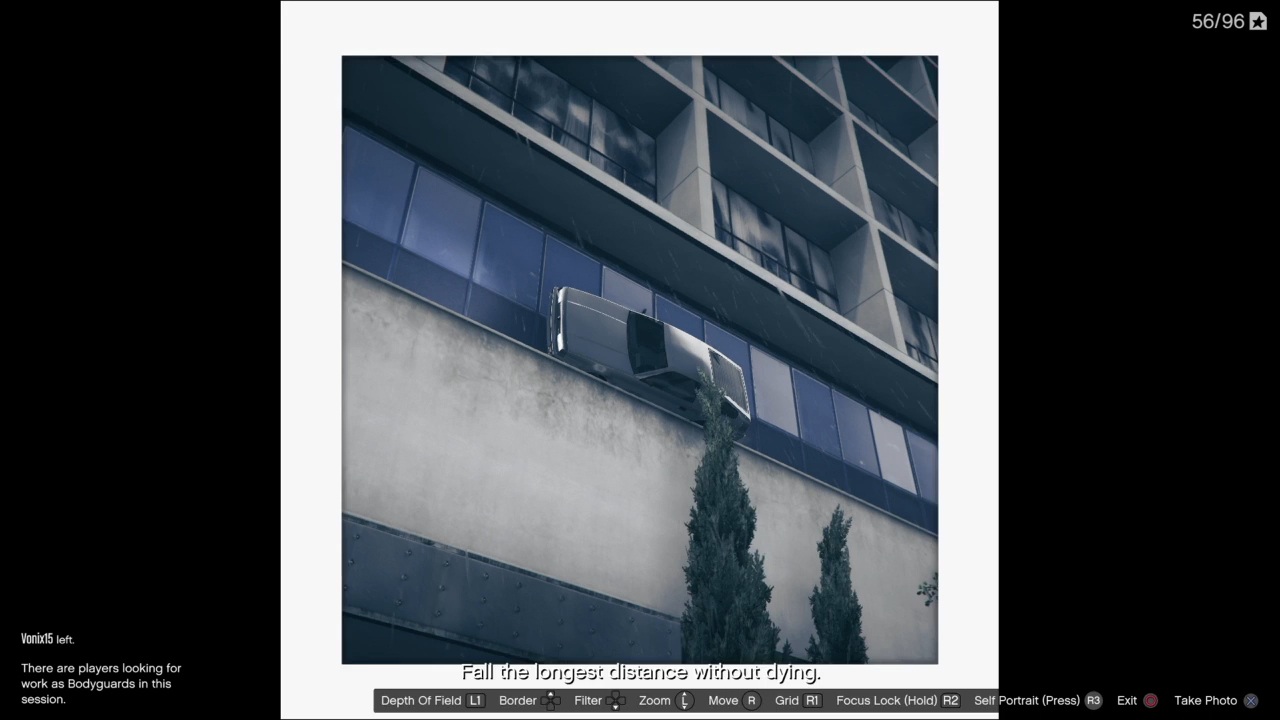 56/96
Vonix15 left.
There are players looking for
work as Bodyguards in this
session.
Fall the longest distance without dying.
Depth Of Field L1 Border Filter Zoom L Move R Grid R1 Focus Lock (Hold) R2 Self Portrait (Press) R3 Exit Take Photo